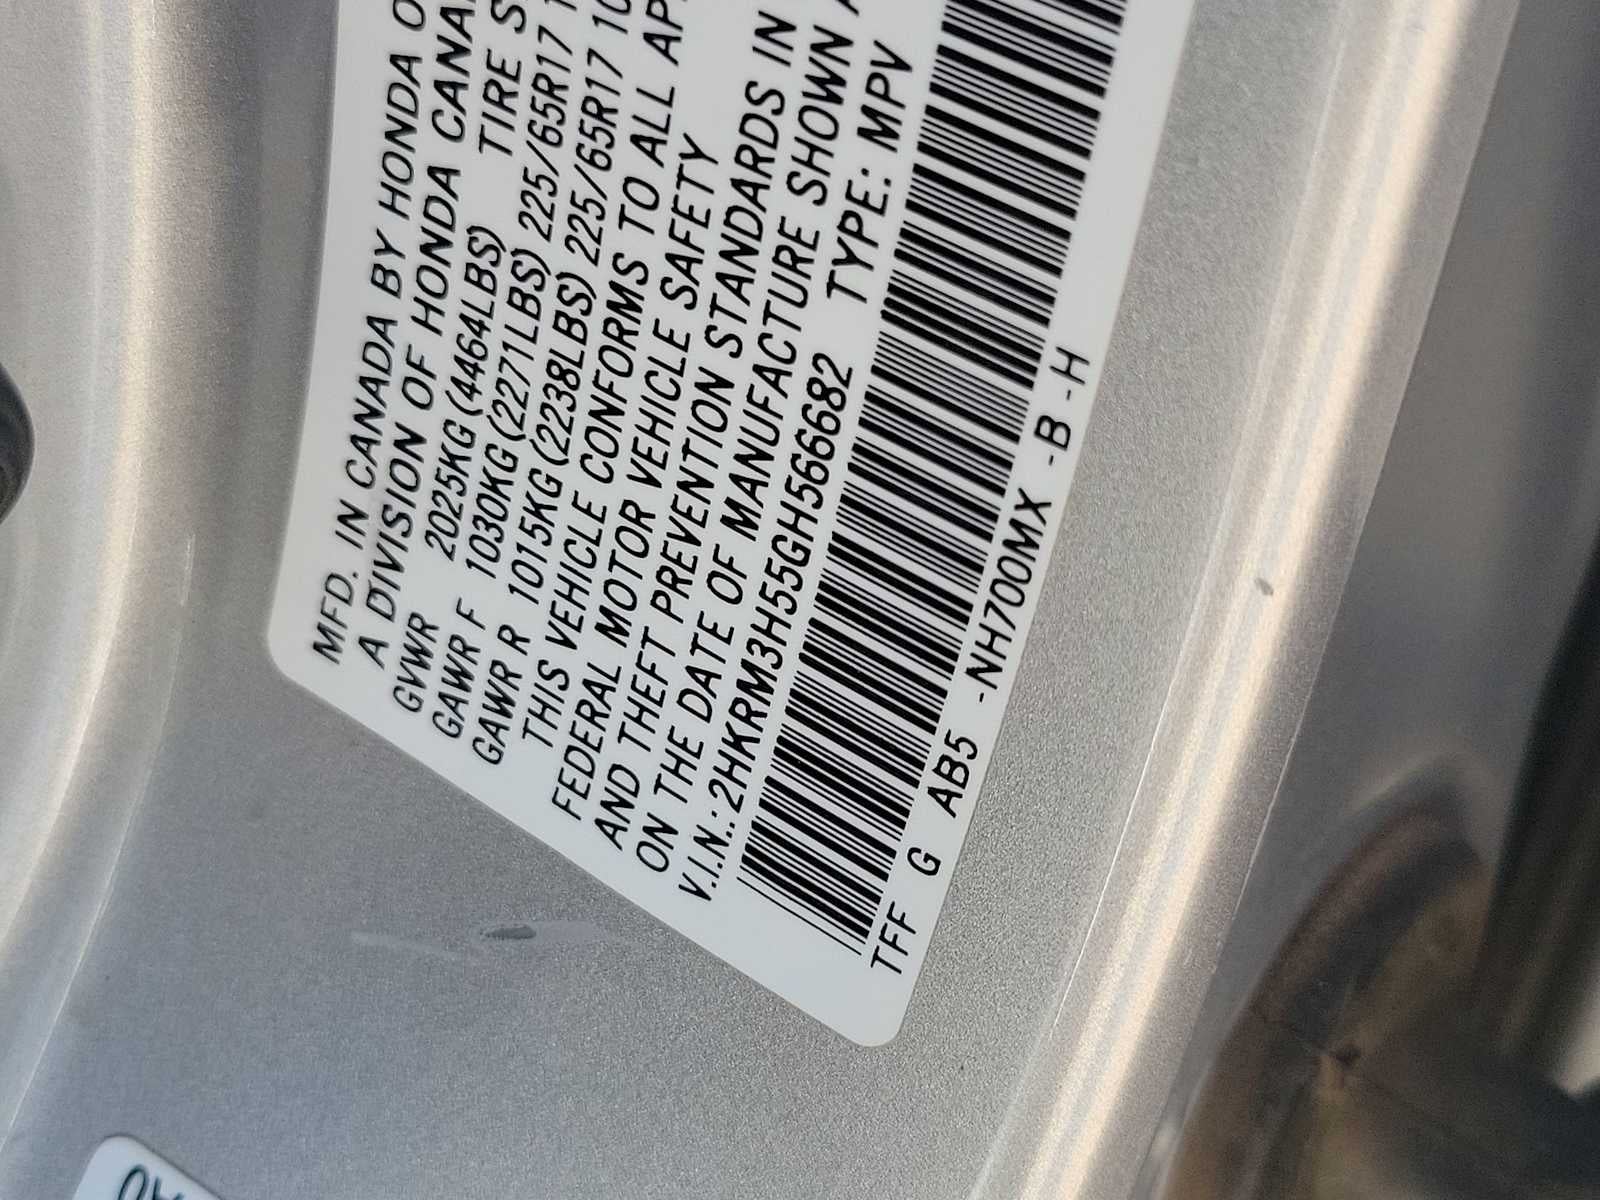 MFD. IN CANADA BY HONDA O
A DIVISION OF HONDA CANA
GVWR 2025KG (4464LBS) TIRE S
GAWR F 1030KG (2271LBS) 225/65R17 1
GAWR R 1015KG (2238LBS) 225/65R17 10
THIS VEHICLE CONFORMS TO ALL AP
FEDERAL MOTOR VEHICLE SAFETY
AND THEFT PREVENTION STANDARDS IN
ON THE DATE OF MANUFACTURE SHOWN A
V.I.N.: 2HKRM3H55GH566682 TYPE: MPV
TFF G AB5 -NH700MX -B -H